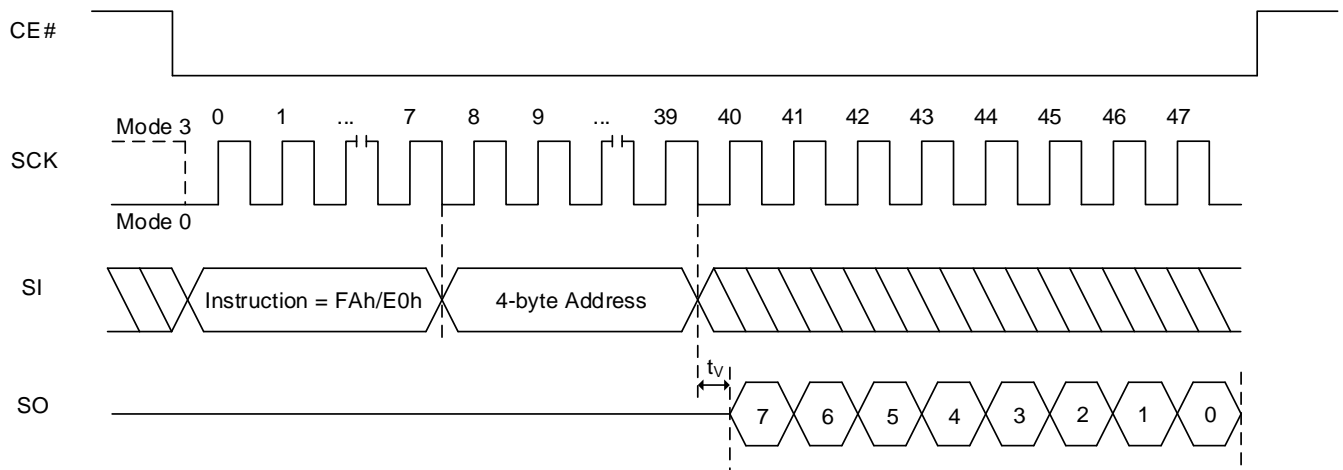 CE#
0 1 ... 7 8 9 ... 39 40 41 42 43 44 45 46 47
Mode 3
SCK
Mode 0
SI
Instruction = FAh/E0h 4-byte Address
tV
SO
7 6 5 4 3 2 1 0